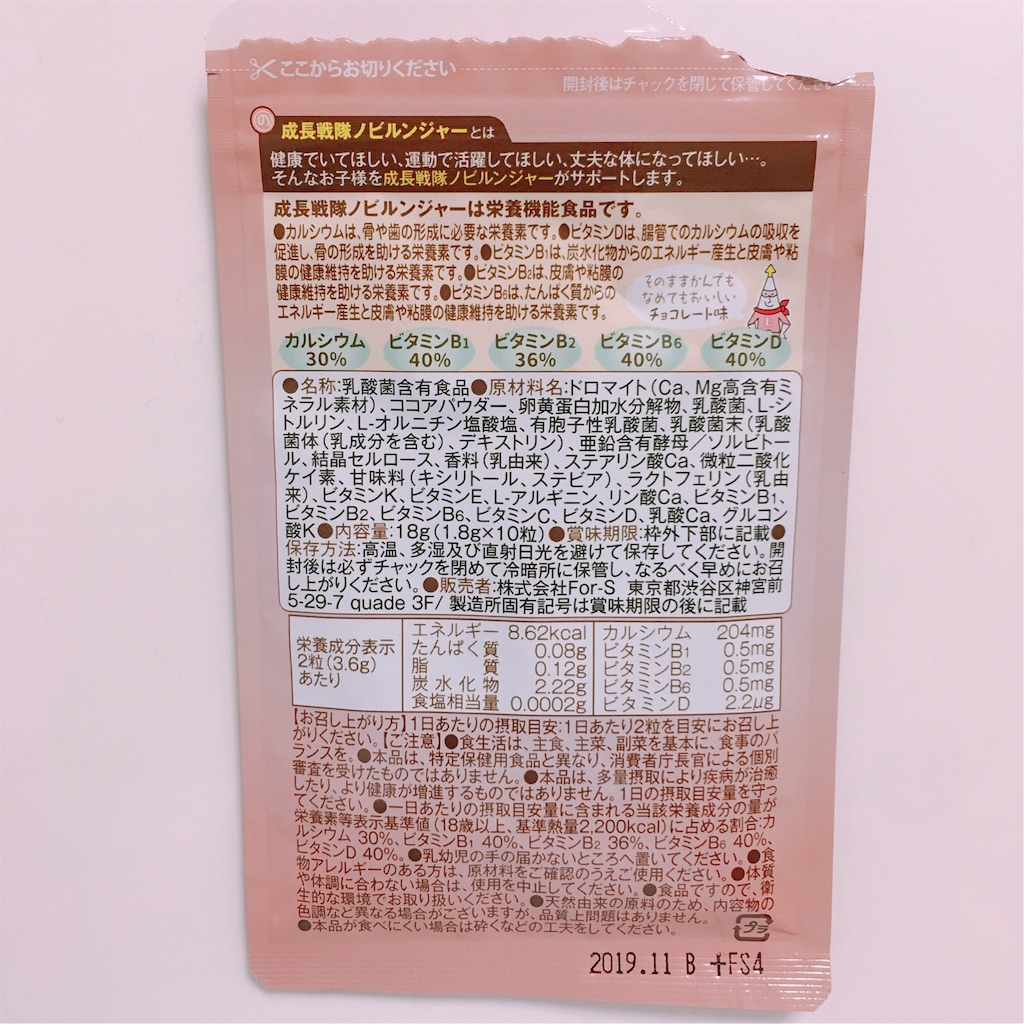 ここからお切りください
開封後はチャックを閉じて保管してください
の 成長戦隊ノビルンジャーとは
健康でいてほしい、運動で活躍してほしい、丈夫な体になってほしい…。
そんなお子様を成長戦隊ノビルンジャーがサポートします。
成長戦隊ノビルンジャーは栄養機能食品です。
●カルシウムは、骨や歯の形成に必要な栄養素です。●ビタミンDは、腸管でのカルシウムの吸収を
促進し、骨の形成を助ける栄養素です。●ビタミンB₁は、炭水化物からのエネルギー産生と皮膚や粘
膜の健康維持を助ける栄養素です。●ビタミンB₂は、皮膚や粘膜の
健康維持を助ける栄養素です。●ビタミンB₆は、たんぱく質からの
エネルギー産生と皮膚や粘膜の健康維持を助ける栄養素です。
そのままかんでも
なめてもおいしい
チョコレート味
カルシウム 30%
ビタミンB₁ 40%
ビタミンB₂ 36%
ビタミンB₆ 40%
ビタミンD 40%
●名称:乳酸菌含有食品●原材料名:ドロマイト(Ca、Mg高含有ミ
ネラル素材)、ココアパウダー、卵黄蛋白加水分解物、乳酸菌、L-シ
トルリン、L-オルニチン塩酸塩、有胞子性乳酸菌、乳酸菌末(乳酸
菌体(乳成分を含む)、デキストリン)、亜鉛含有酵母/ソルビトー
ル、結晶セルロース、香料(乳由来)、ステアリン酸Ca、微粒二酸化
ケイ素、甘味料(キシリトール、ステビア)、ラクトフェリン(乳由
来)、ビタミンK、ビタミンE、L-アルギニン、リン酸Ca、ビタミンB₁、
ビタミンB₂、ビタミンB₆、ビタミンC、ビタミンD、乳酸Ca、グルコン
酸K●内容量:18g(1.8g×10粒)●賞味期限:枠外下部に記載●
保存方法:高温、多湿及び直射日光を避けて保存してください。開
封後は必ずチャックを閉めて冷暗所に保管し、なるべく早めにお召
し上がりください。●販売者:株式会社For-S 東京都渋谷区神宮前
5-29-7 quade 3F/ 製造所固有記号は賞味期限の後に記載
栄養成分表示
2粒(3.6g)
あたり
エネルギー 8.62kcal
たんぱく質 0.08g
脂質 0.12g
炭水化物 2.22g
食塩相当量 0.0002g
カルシウム 204mg
ビタミンB₁ 0.5mg
ビタミンB₂ 0.5mg
ビタミンB₆ 0.5mg
ビタミンD 2.2μg
【お召し上がり方】1日あたりの摂取目安:1日あたり2粒を目安にお召し上
がりください。【ご注意】●食生活は、主食、主菜、副菜を基本に、食事のバ
ランスを。●本品は、特定保健用食品と異なり、消費者庁長官による個別
審査を受けたものではありません。●本品は、多量摂取により疾病が治癒
したり、より健康が増進するものではありません。1日の摂取目安量を守っ
てください。●一日あたりの摂取目安量に含まれる当該栄養成分の量が
栄養素等表示基準値(18歳以上、基準熱量2,200kcal)に占める割合:カ
ルシウム 30%、ビタミンB₁ 40%、ビタミンB₂ 36%、ビタミンB₆ 40%、
ビタミンD 40%。●乳幼児の手の届かないところへ置いてください。●食
物アレルギーのある方は、原材料をご確認のうえご使用ください。●体質
や体調に合わない場合は、使用を中止してください。●食品ですので、衛
生的な環境でお取り扱いください。●天然由来の原料のため、内容物の
色調など異なる場合がございますが、品質上問題はありません。
●本品が食べにくい場合は砕くなどの工夫をしてください。
プラ
2019.11 B +FS4